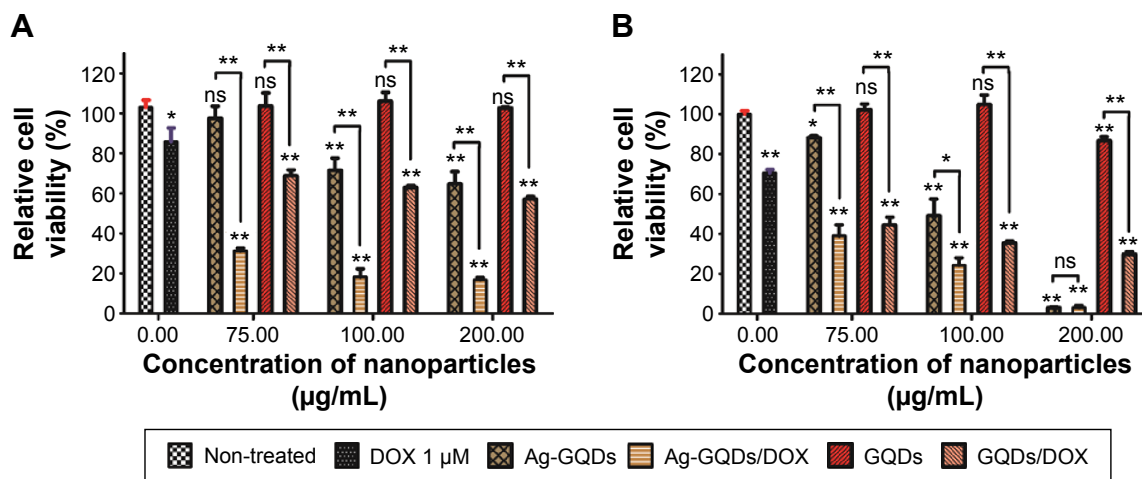 A
Relative cell
viability (%)
120
100
80
60
40
20
0
*
ns
**
**
ns
**
**
**
**
**
ns
**
**
**
**
**
ns
**
**
0.00 75.00 100.00 200.00
Concentration of nanoparticles
(µg/mL)
B
Relative cell
viability (%)
120
100
80
60
40
20
0
**
*
**
**
ns
**
**
**
*
**
ns
**
**
**
ns
**
**
**
**
0.00 75.00 100.00 200.00
Concentration of nanoparticles
(µg/mL)
Non-treated DOX 1 µM Ag-GQDs Ag-GQDs/DOX GQDs GQDs/DOX